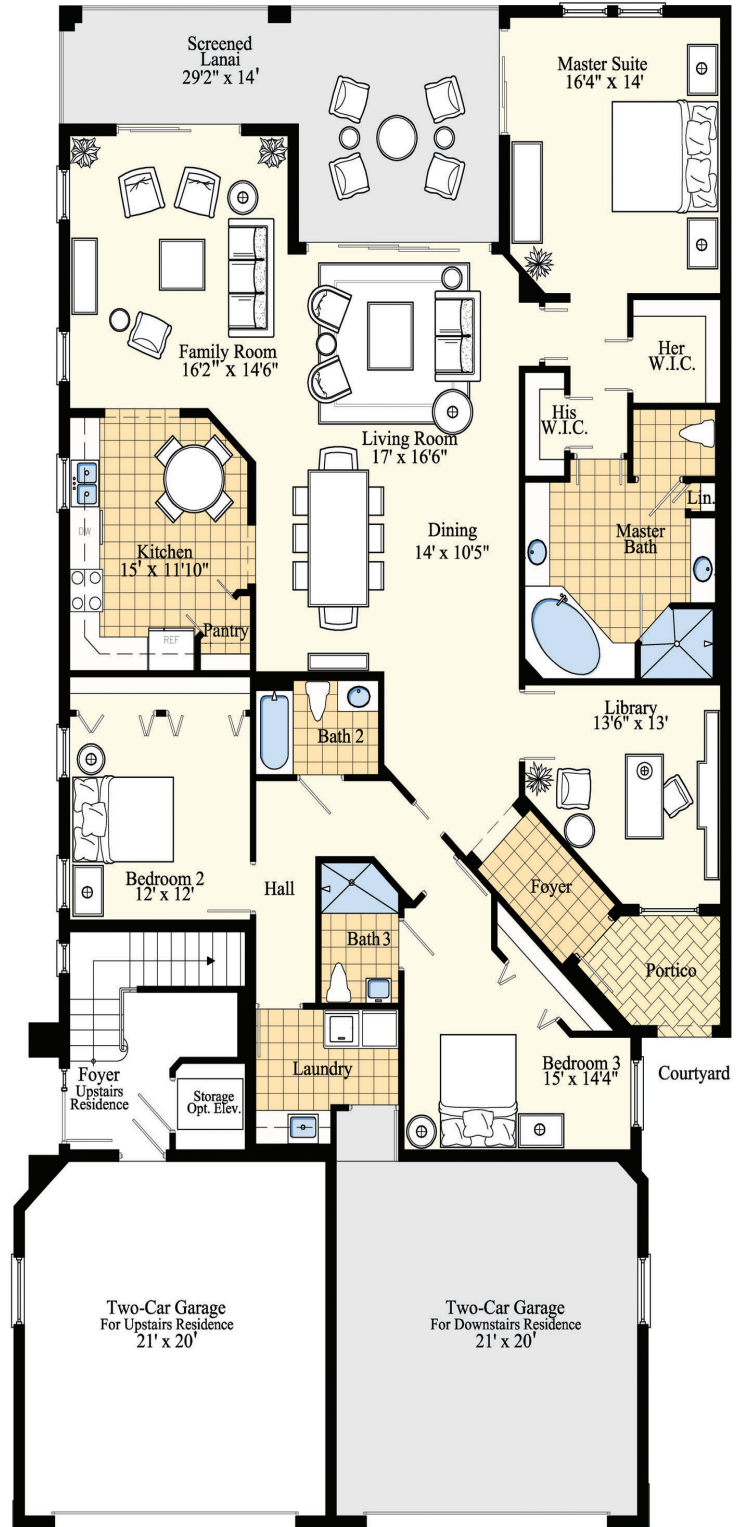 Screened
Lanai
29'2" x 14'
Master Suite
16'4" x 14'
Family Room
16'2" x 14'6"
Her
W.I.C.
His
W.I.C.
Living Room
17' x 16'6"
Lin.
Dining
14' x 10'5"
Master
Bath
DW
Kitchen
15' x 11'10"
REF
Pantry
Library
13'6" x 13'
Bath 2
Bedroom 2
12' x 12'
Hall
Foyer
Bath 3
Portico
Laundry
Bedroom 3
15' x 14'4"
Courtyard
Foyer
Upstairs
Residence
Storage
Opt. Elev.
Two-Car Garage
For Upstairs Residence
21' x 20'
Two-Car Garage
For Downstairs Residence
21' x 20'